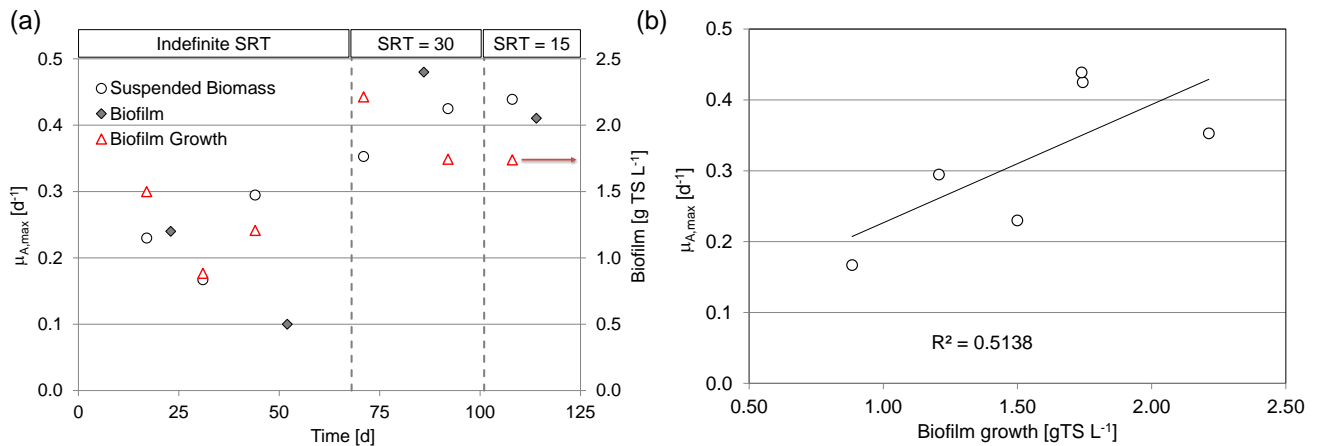 (a)
Indefinite SRT SRT = 30 SRT = 15
0.5 2.5
Suspended Biomass
Biofilm
0.4 2.0
Biofilm Growth
0.3 1.5
0.2 1.0
0.1 0.5
0.0 0.0
0 25 50 75 100 125
Time [d]
μA,max [d-1]
Biofilm [g TS L-1]
(b)
0.5
0.4
0.3
0.2
0.1
R² = 0.5138
0.0
0.50 1.00 1.50 2.00 2.50
Biofilm growth [gTS L-1]
μA,max [d-1]